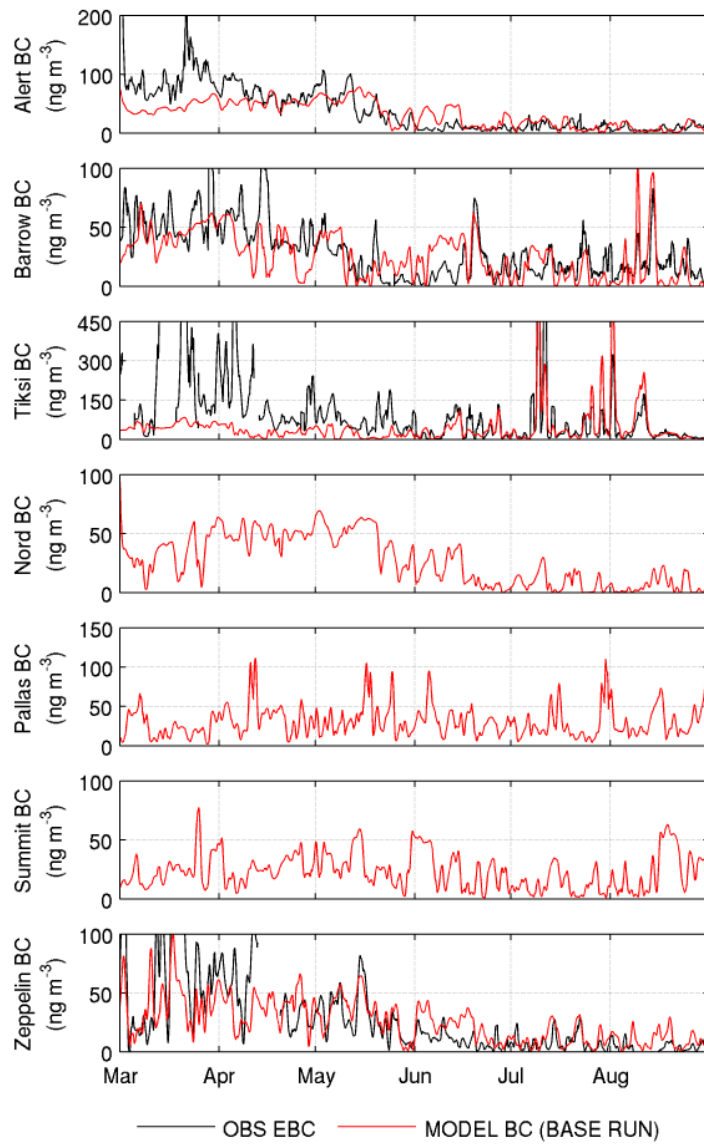 200
100
0
Alert BC
(ng m⁻³)
100
50
0
Barrow BC
(ng m⁻³)
450
300
150
0
Tiksi BC
(ng m⁻³)
100
50
0
Nord BC
(ng m⁻³)
150
100
50
0
Pallas BC
(ng m⁻³)
100
50
0
Summit BC
(ng m⁻³)
100
50
0
Zeppelin BC
(ng m⁻³)
Mar Apr May Jun Jul Aug
OBS EBC MODEL BC (BASE RUN)